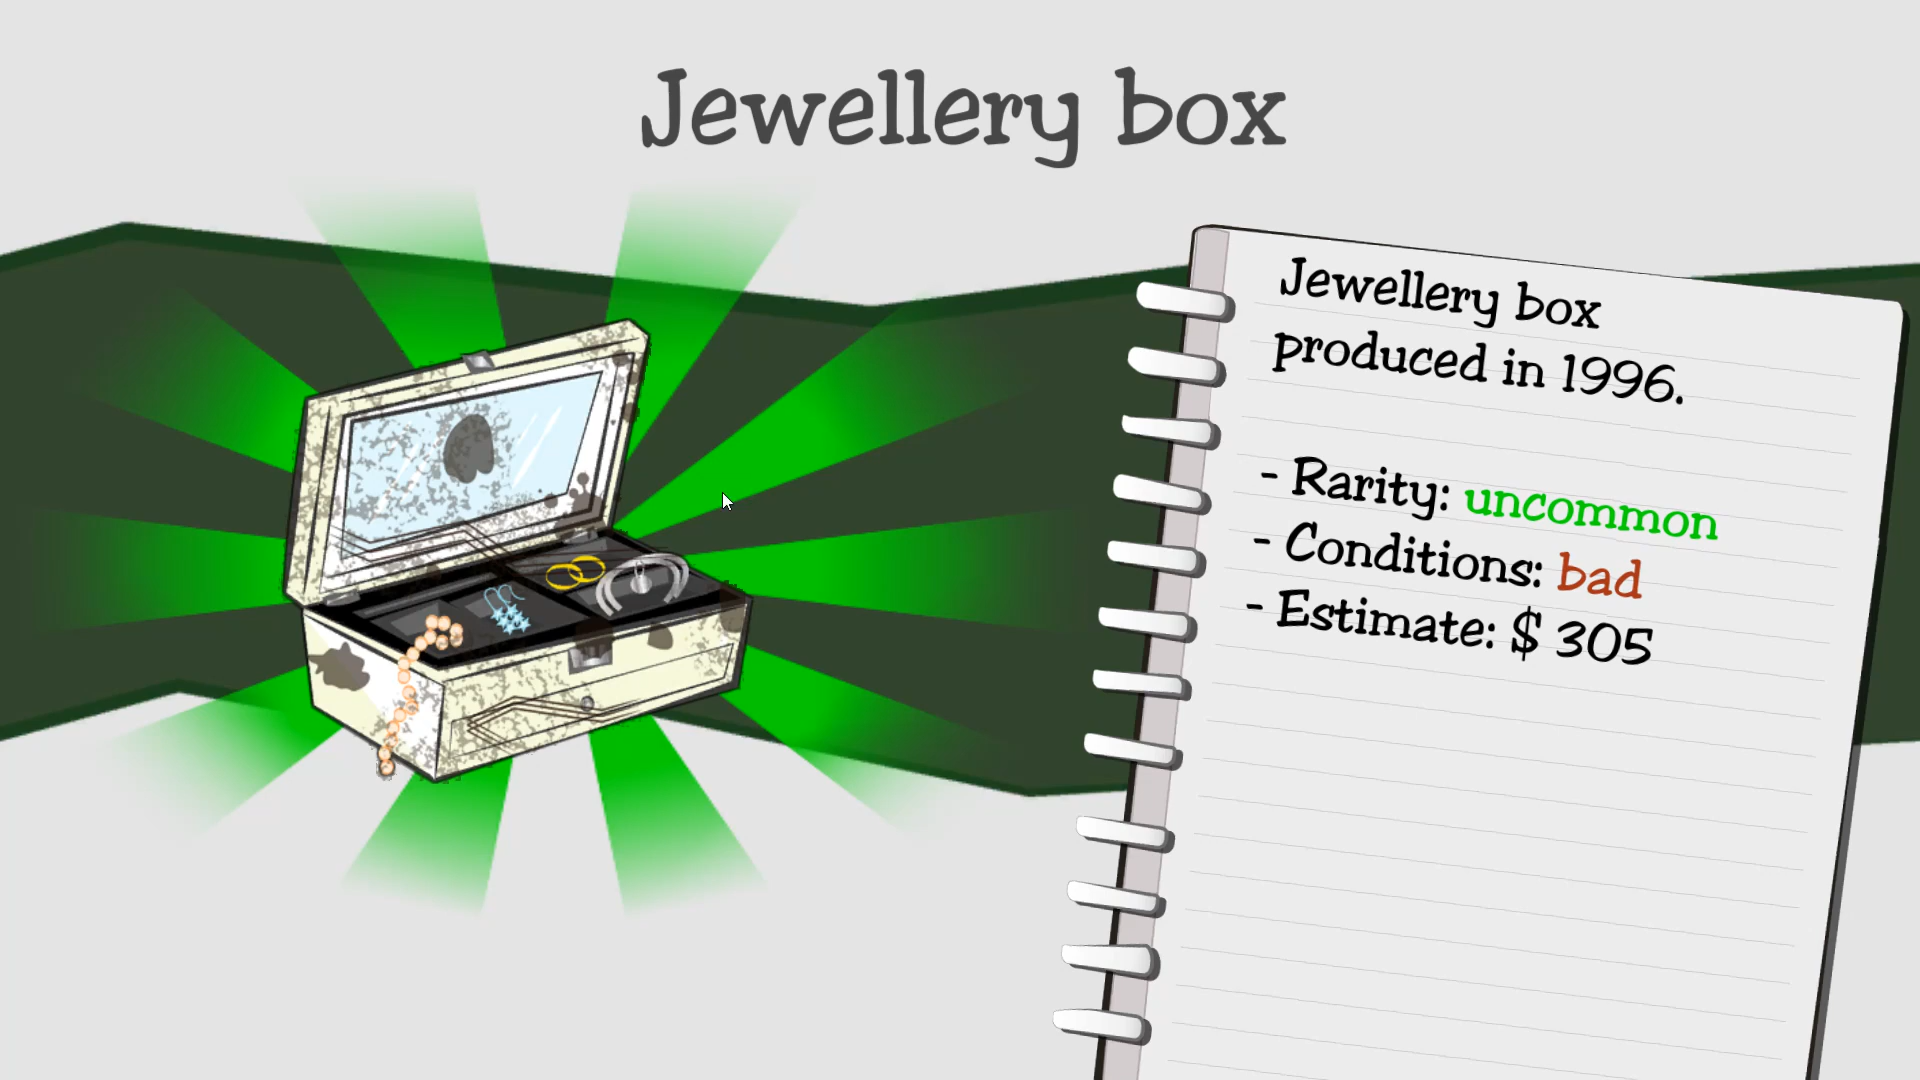 Jewellery box
Jewellery box
produced in 1996.
- Rarity: uncommon
- Conditions: bad
- Estimate: $ 305